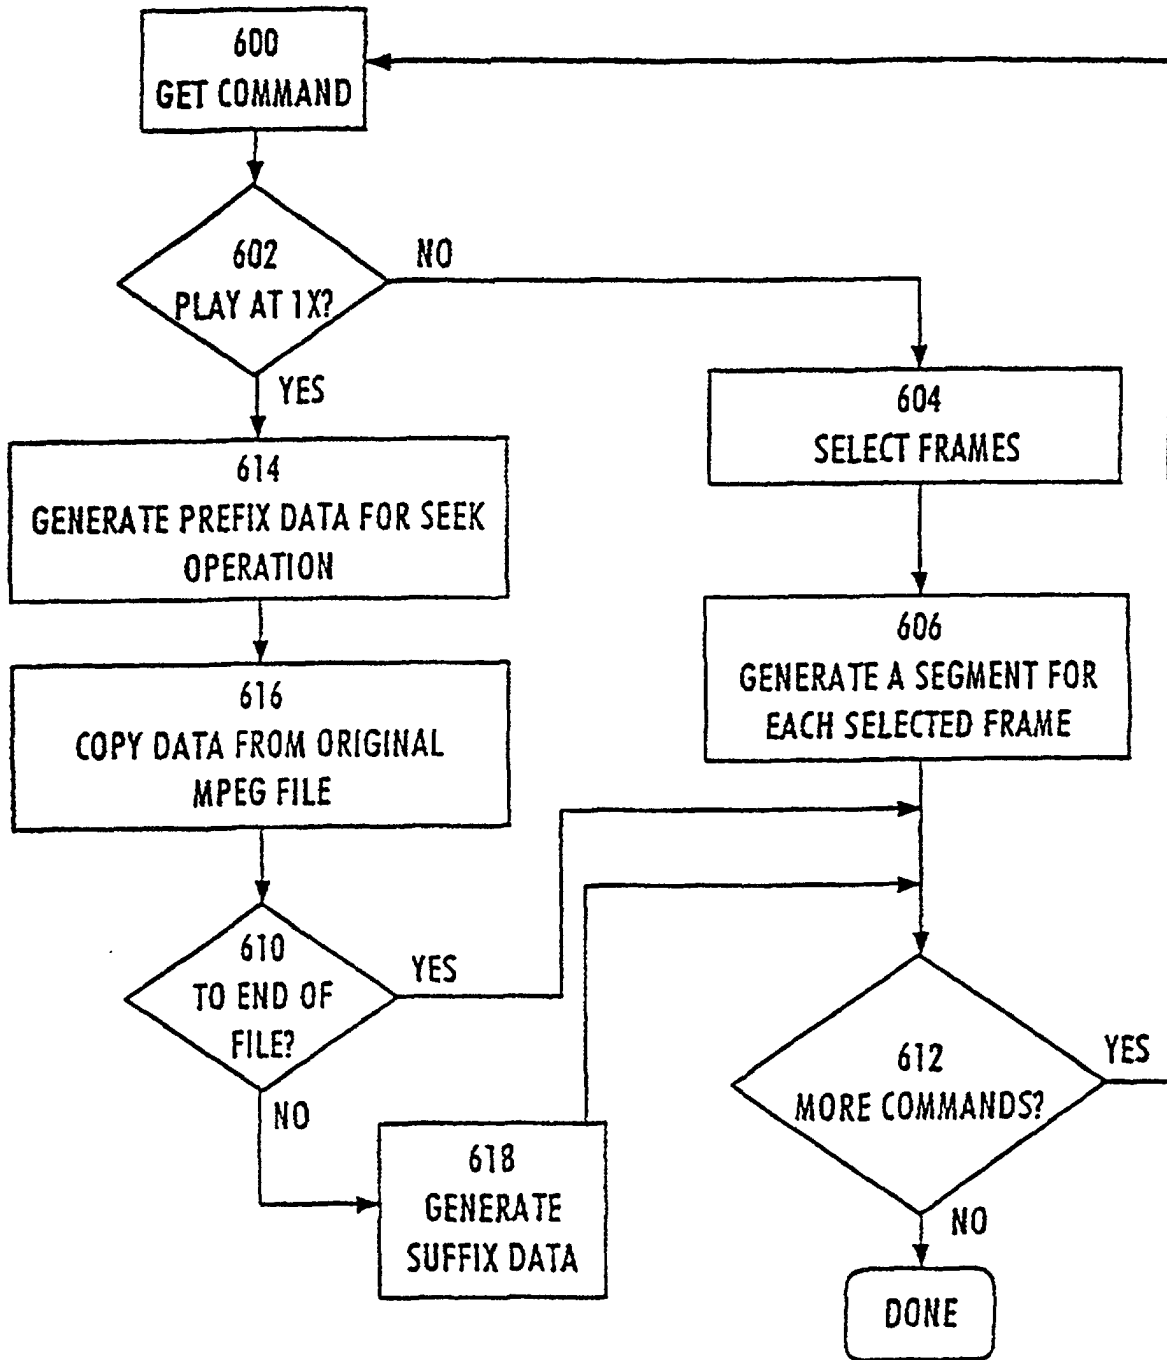 600
GET COMMAND
602
PLAY AT 1X?
NO
YES
604
SELECT FRAMES
614
GENERATE PREFIX DATA FOR SEEK
OPERATION
606
GENERATE A SEGMENT FOR
EACH SELECTED FRAME
616
COPY DATA FROM ORIGINAL
MPEG FILE
610
TO END OF
FILE?
YES
NO
612
MORE COMMANDS?
YES
NO
618
GENERATE
SUFFIX DATA
DONE